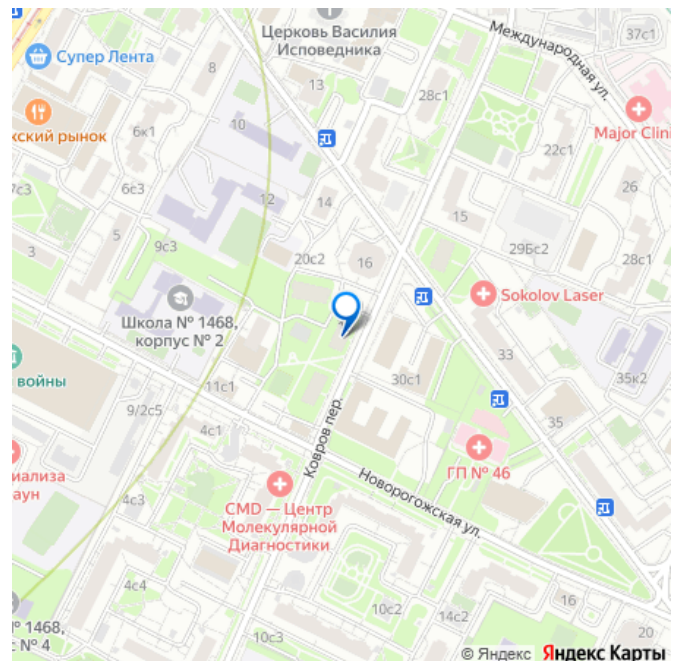 Церковь Василия
Исповедника
37с1
Международная ул.
Супер Лента
8
13
28с1
Major Clini
кский рынок
6к1
10
22с1
7с3
6с3
12
14
26
5
15
3
9с3
20с2
16
29Бс2
28с1
Sokolov Laser
Школа № 1468,
корпус № 2
войны
33
11с1
30с1
35к2
9/2с5
4с1
Ковров пер.
35
ГП № 46
иализа
аун
4с3
CMD — Центр
Молекулярной
Диагностики
Новорогожская ул.
4с4
10с2
14с2
16
№ 1468,
с № 4
10с3
20
© Яндекс Яндекс Карты